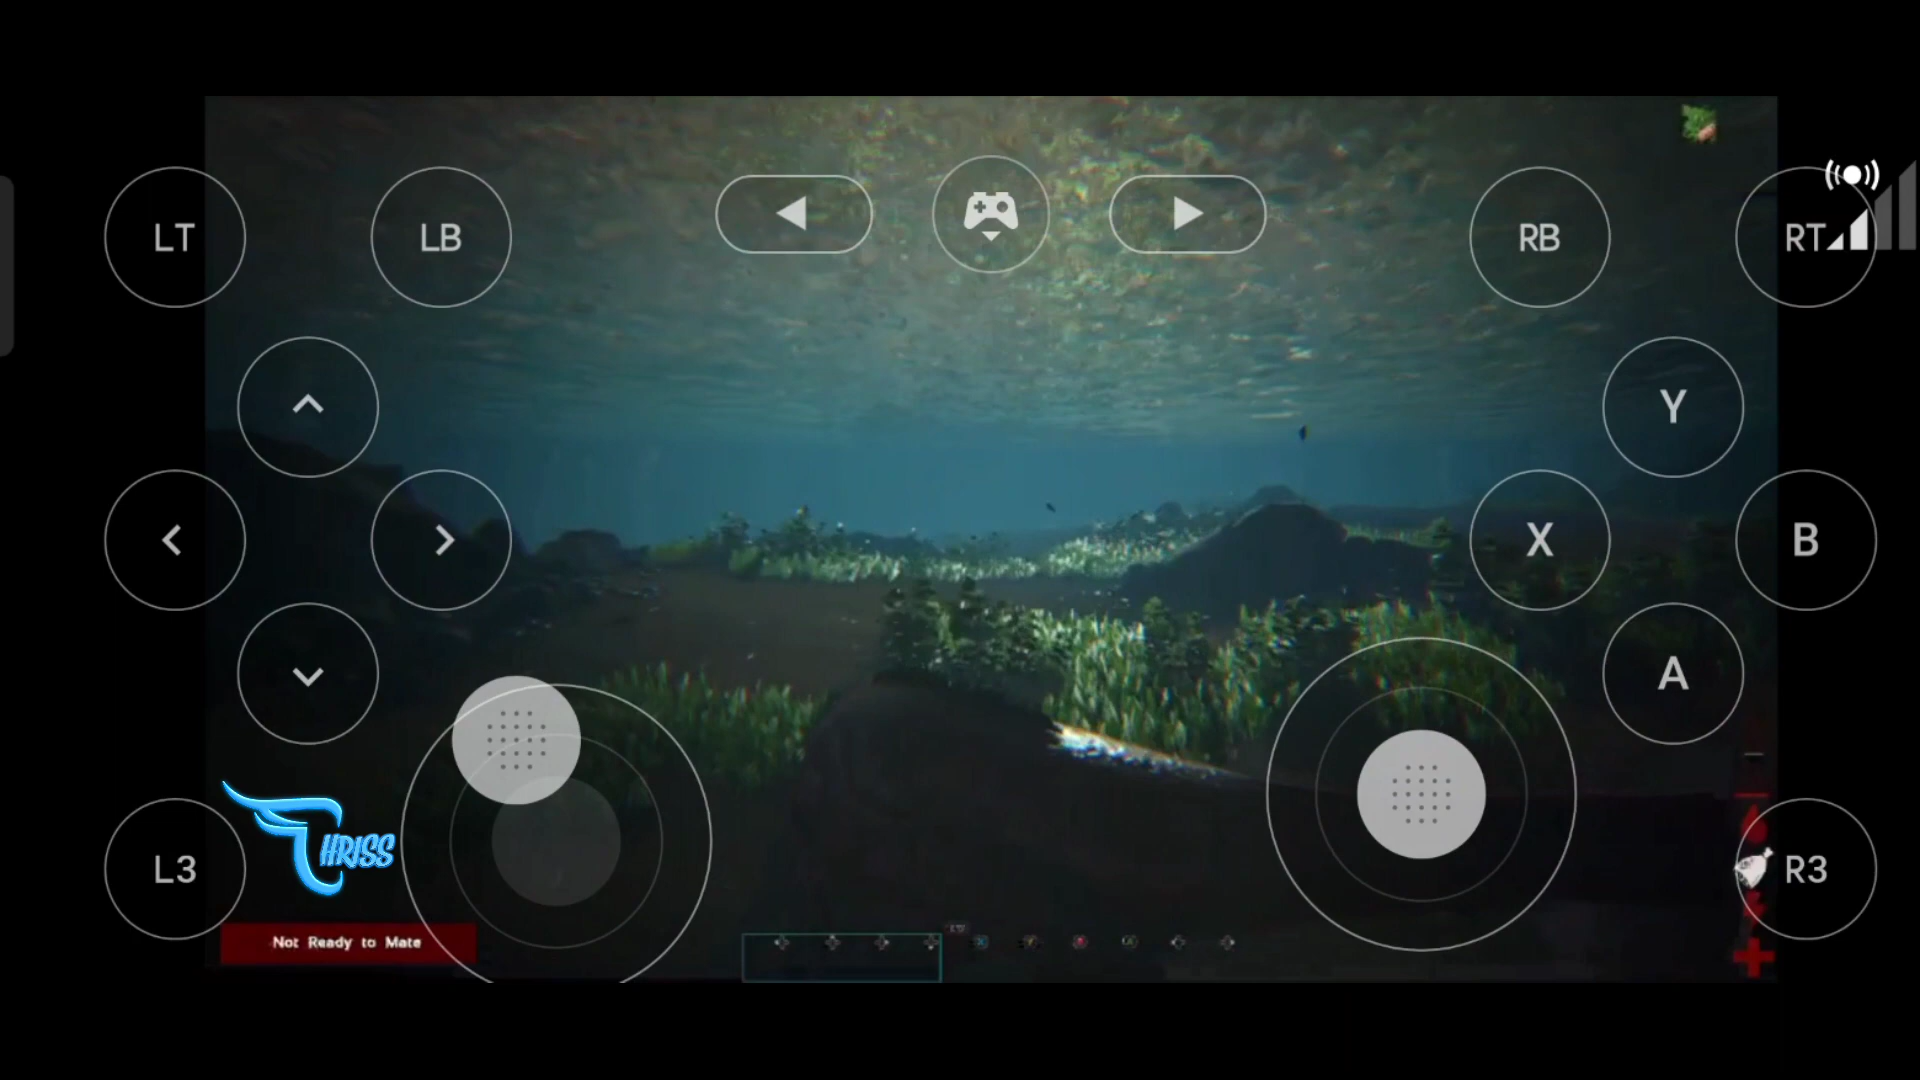 LT
LB
RB
RT
Y
X
B
A
L3
HRISS
R3
Not Ready to Mate